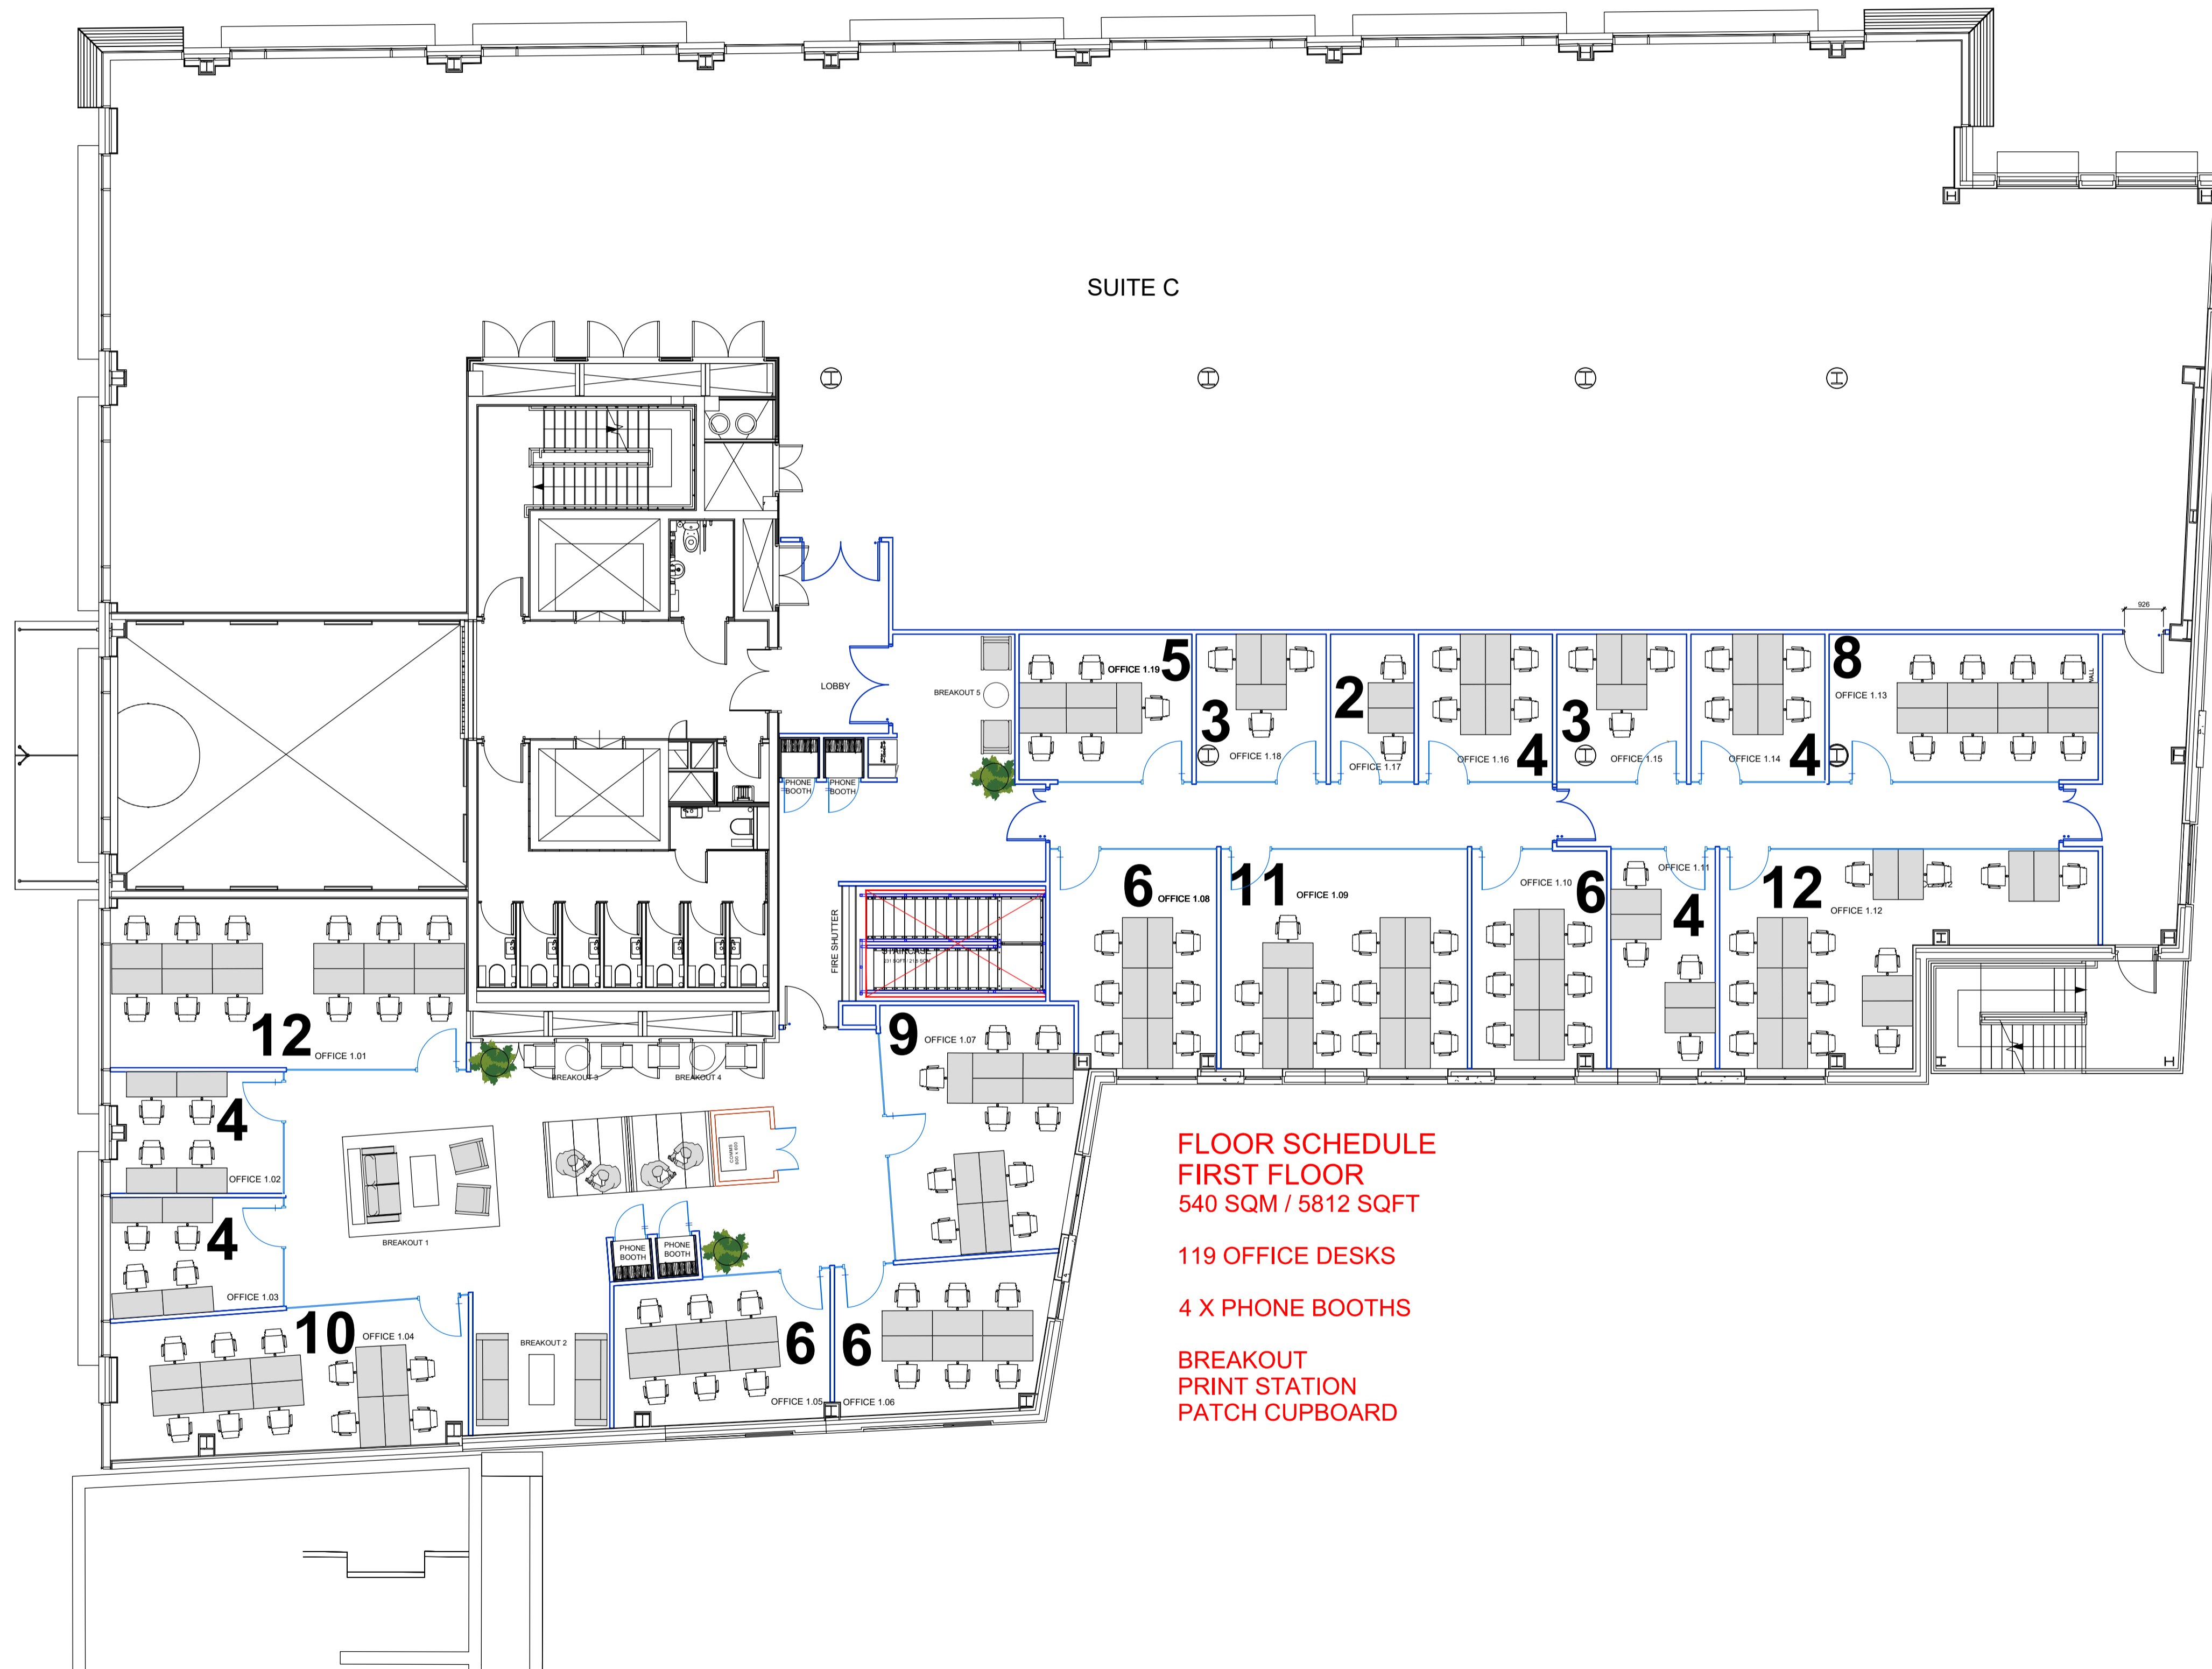 SUITE C
926
LOBBY
BREAKOUT 5
OFFICE 1.19
5
3
OFFICE 1.18
2
OFFICE 1.17
OFFICE 1.16
4
3
OFFICE 1.15
OFFICE 1.14
4
8
OFFICE 1.13
WALL
PHONE
BOOTH
PHONE
BOOTH
6
OFFICE 1.08
11
OFFICE 1.09
OFFICE 1.10
6
OFFICE 1.11
4
12
OFFICE 1.12
FIRE SHUTTER
STAIRCASE
12
OFFICE 1.01
BREAKOUT 3
BREAKOUT 4
9
OFFICE 1.07
4
OFFICE 1.02
COMMS
600 x 600
4
OFFICE 1.03
BREAKOUT 1
PHONE
BOOTH
PHONE
BOOTH
10
OFFICE 1.04
BREAKOUT 2
6
OFFICE 1.05
6
OFFICE 1.06
FLOOR SCHEDULE
FIRST FLOOR
540 SQM / 5812 SQFT
119 OFFICE DESKS
4 X PHONE BOOTHS
BREAKOUT
PRINT STATION
PATCH CUPBOARD